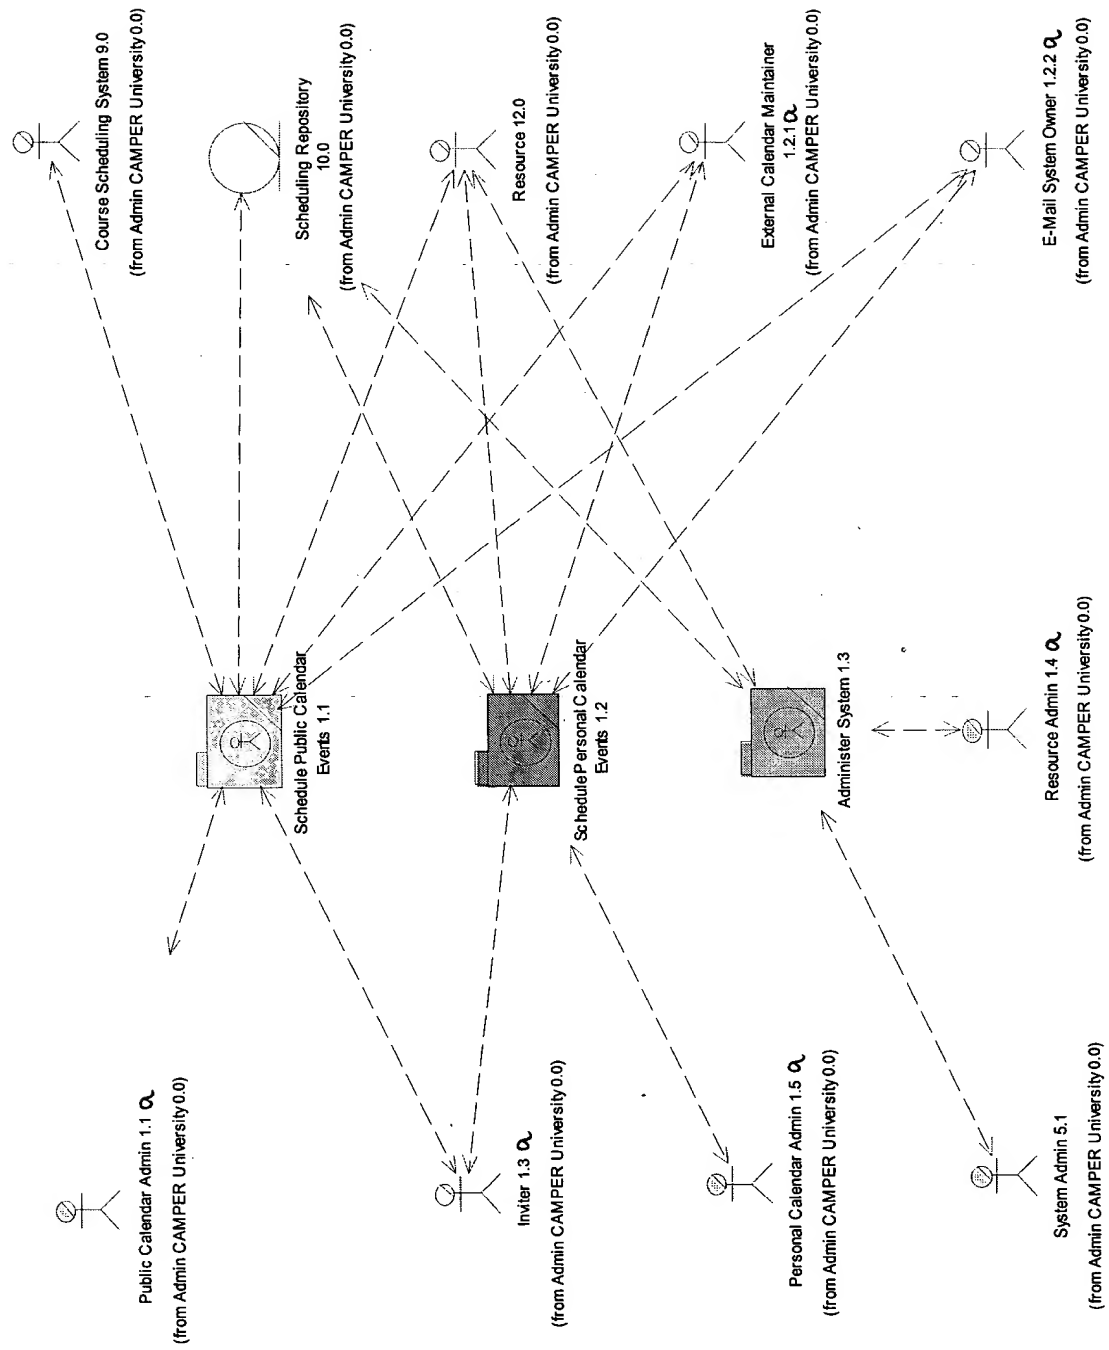 Course Scheduling System 9.0
(from Admin CAMPER University 0.0)
Scheduling Repository
10.0
(from Admin CAMPER University 0.0)
Resource 12.0
(from Admin CAMPER University 0.0)
External Calendar Maintainer
1.2.1 a
(from Admin CAMPER University 0.0)
E-Mail System Owner 1.2.2 a
(from Admin CAMPER University 0.0)
Schedule Public Calendar
Events 1.1
Schedule Personal Calendar
Events 1.2
Administer System 1.3
Resource Admin 1.4 a
(from Admin CAMPER University 0.0)
Public Calendar Admin 1.1 a
(from Admin CAMPER University 0.0)
Inviter 1.3 a
(from Admin CAMPER University 0.0)
Personal Calendar Admin 1.5 a
(from Admin CAMPER University 0.0)
System Admin 5.1
(from Admin CAMPER University 0.0)